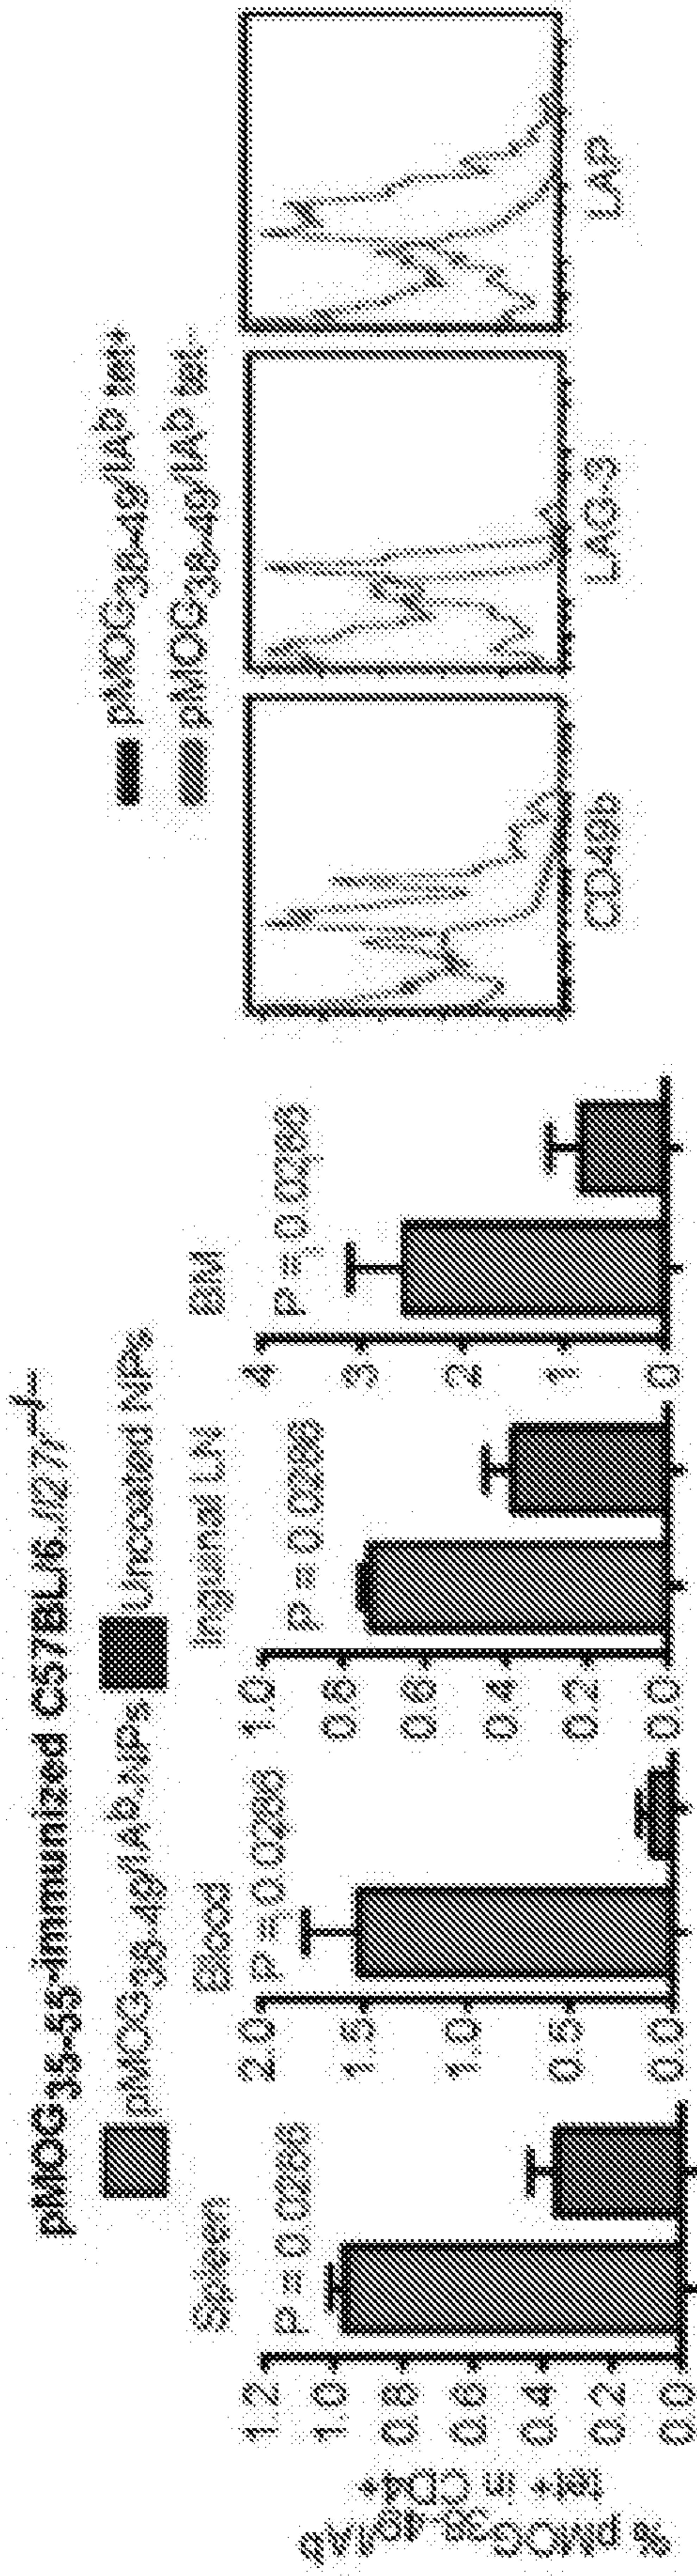 pMOG35-55-immunized C57BL/6.Il27r−/−
pMOG38-49/IAb NPs
Uncoated NPs
Spleen
Blood
Inguinal LN
BM
P = 0.0286
P = 0.0286
P = 0.0286
P = 0.0286
% pMOG38-49/IAb
tet+ in CD4+
1.2
1.0
0.8
0.6
0.4
0.2
0.0
2.0
1.5
1.0
0.5
0.0
1.0
0.8
0.6
0.4
0.2
0.0
4
3
2
1
0
pMOG38-49/IAb tet+
pMOG38-49/IAb tet-
CD49b
LAG-3
LAP